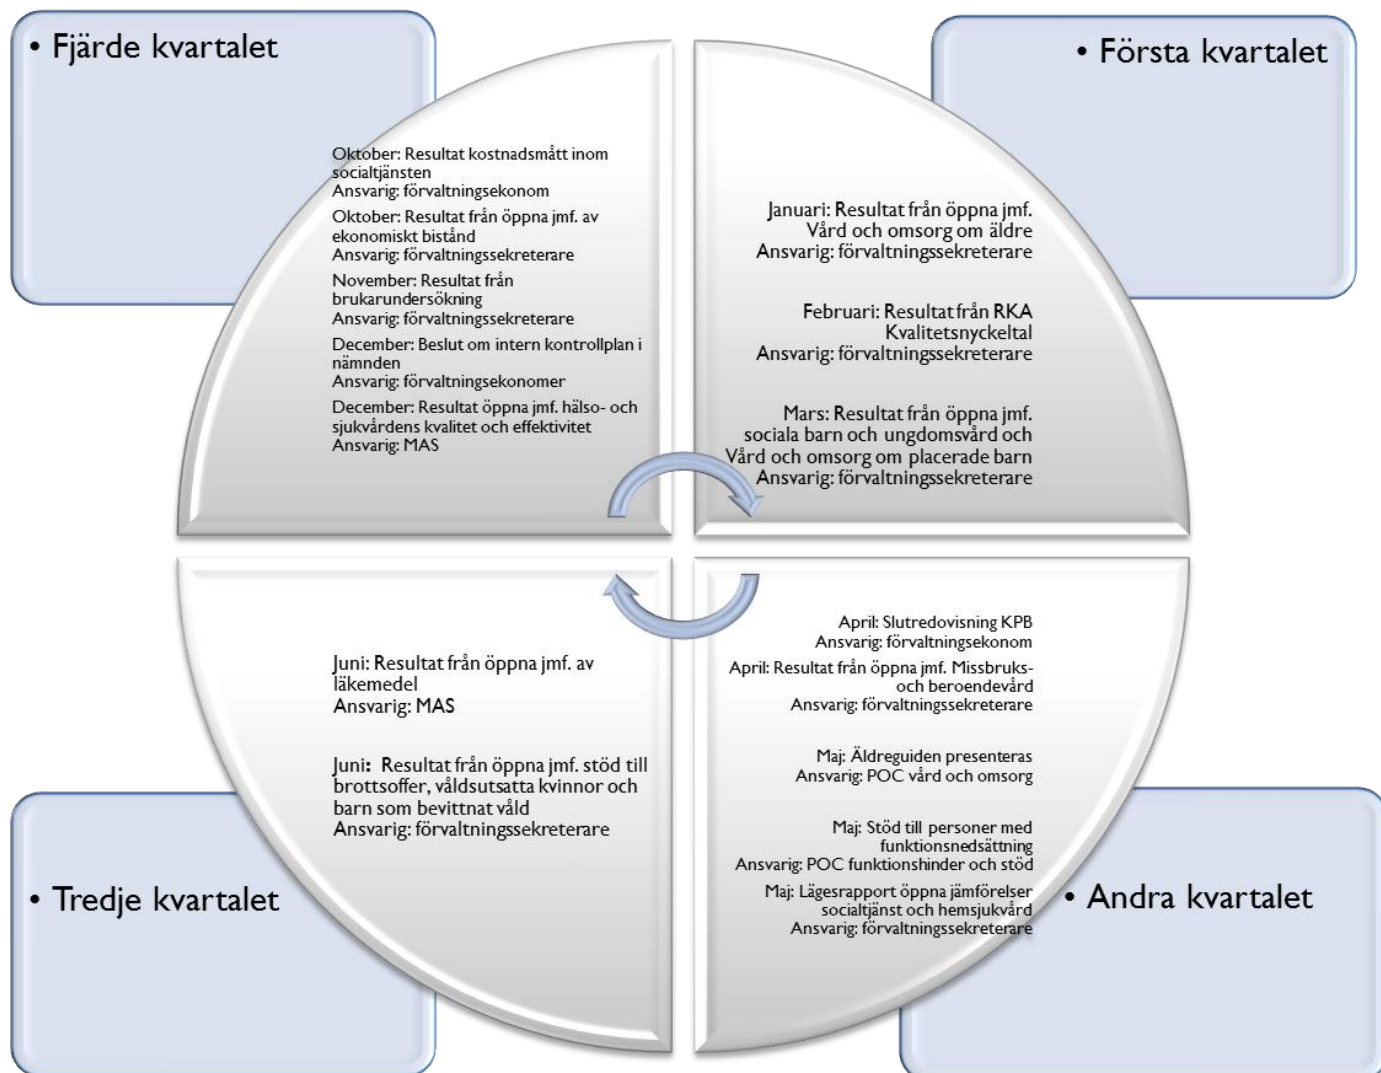 • Fjärde kvartalet
Oktober: Resultat kostnadsmått inom
socialtjänsten
Ansvarig: förvaltningsekonom
Oktober: Resultat från öppna jmf. av
ekonomiskt bistånd
Ansvarig: förvaltningssekreterare
November: Resultat från
brukarundersökning
Ansvarig: förvaltningssekreterare
December: Beslut om intern kontrollplan i
nämnden
Ansvarig: förvaltningsekonomer
December: Resultat öppna jmf. hälso- och
sjukvårdens kvalitet och effektivitet
Ansvarig: MAS
• Första kvartalet
Januari: Resultat från öppna jmf.
Vård och omsorg om äldre
Ansvarig: förvaltningssekreterare
Februari: Resultat från RKA
Kvalitetsnyckeltal
Ansvarig: förvaltningssekreterare
Mars: Resultat från öppna jmf.
sociala barn och ungdomsvård och
Vård och omsorg om placerade barn
Ansvarig: förvaltningssekreterare
Juni: Resultat från öppna jmf. av
läkemedel
Ansvarig: MAS
Juni: Resultat från öppna jmf. stöd till
brottsoffer, våldsutsatta kvinnor och
barn som bevittnat våld
Ansvarig: förvaltningssekreterare
• Tredje kvartalet
April: Slutredovisning KPB
Ansvarig: förvaltningsekonom
April: Resultat från öppna jmf. Missbruks-
och beroendevård
Ansvarig: förvaltningssekreterare
Maj: Äldreguiden presenteras
Ansvarig: POC vård och omsorg
Maj: Stöd till personer med
funktionsnedsättning
Ansvarig: POC funktionshinder och stöd
Maj: Lägesrapport öppna jämförelser
socialtjänst och hemsjukvård
Ansvarig: förvaltningssekreterare
• Andra kvartalet